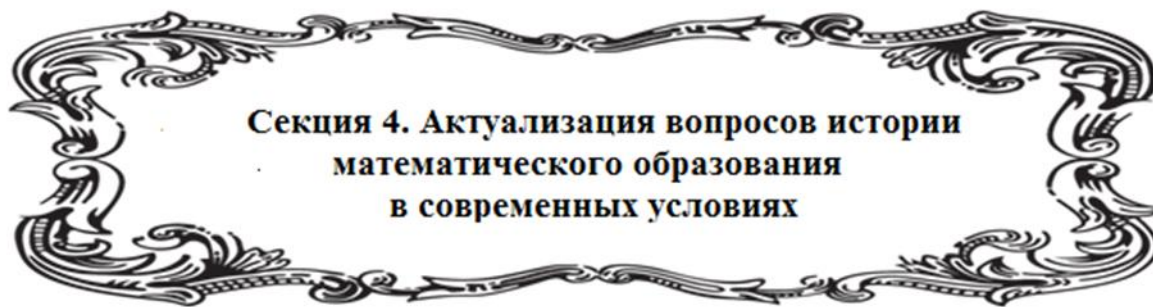 Секция 4. Актуализация вопросов истории
математического образования
в современных условиях